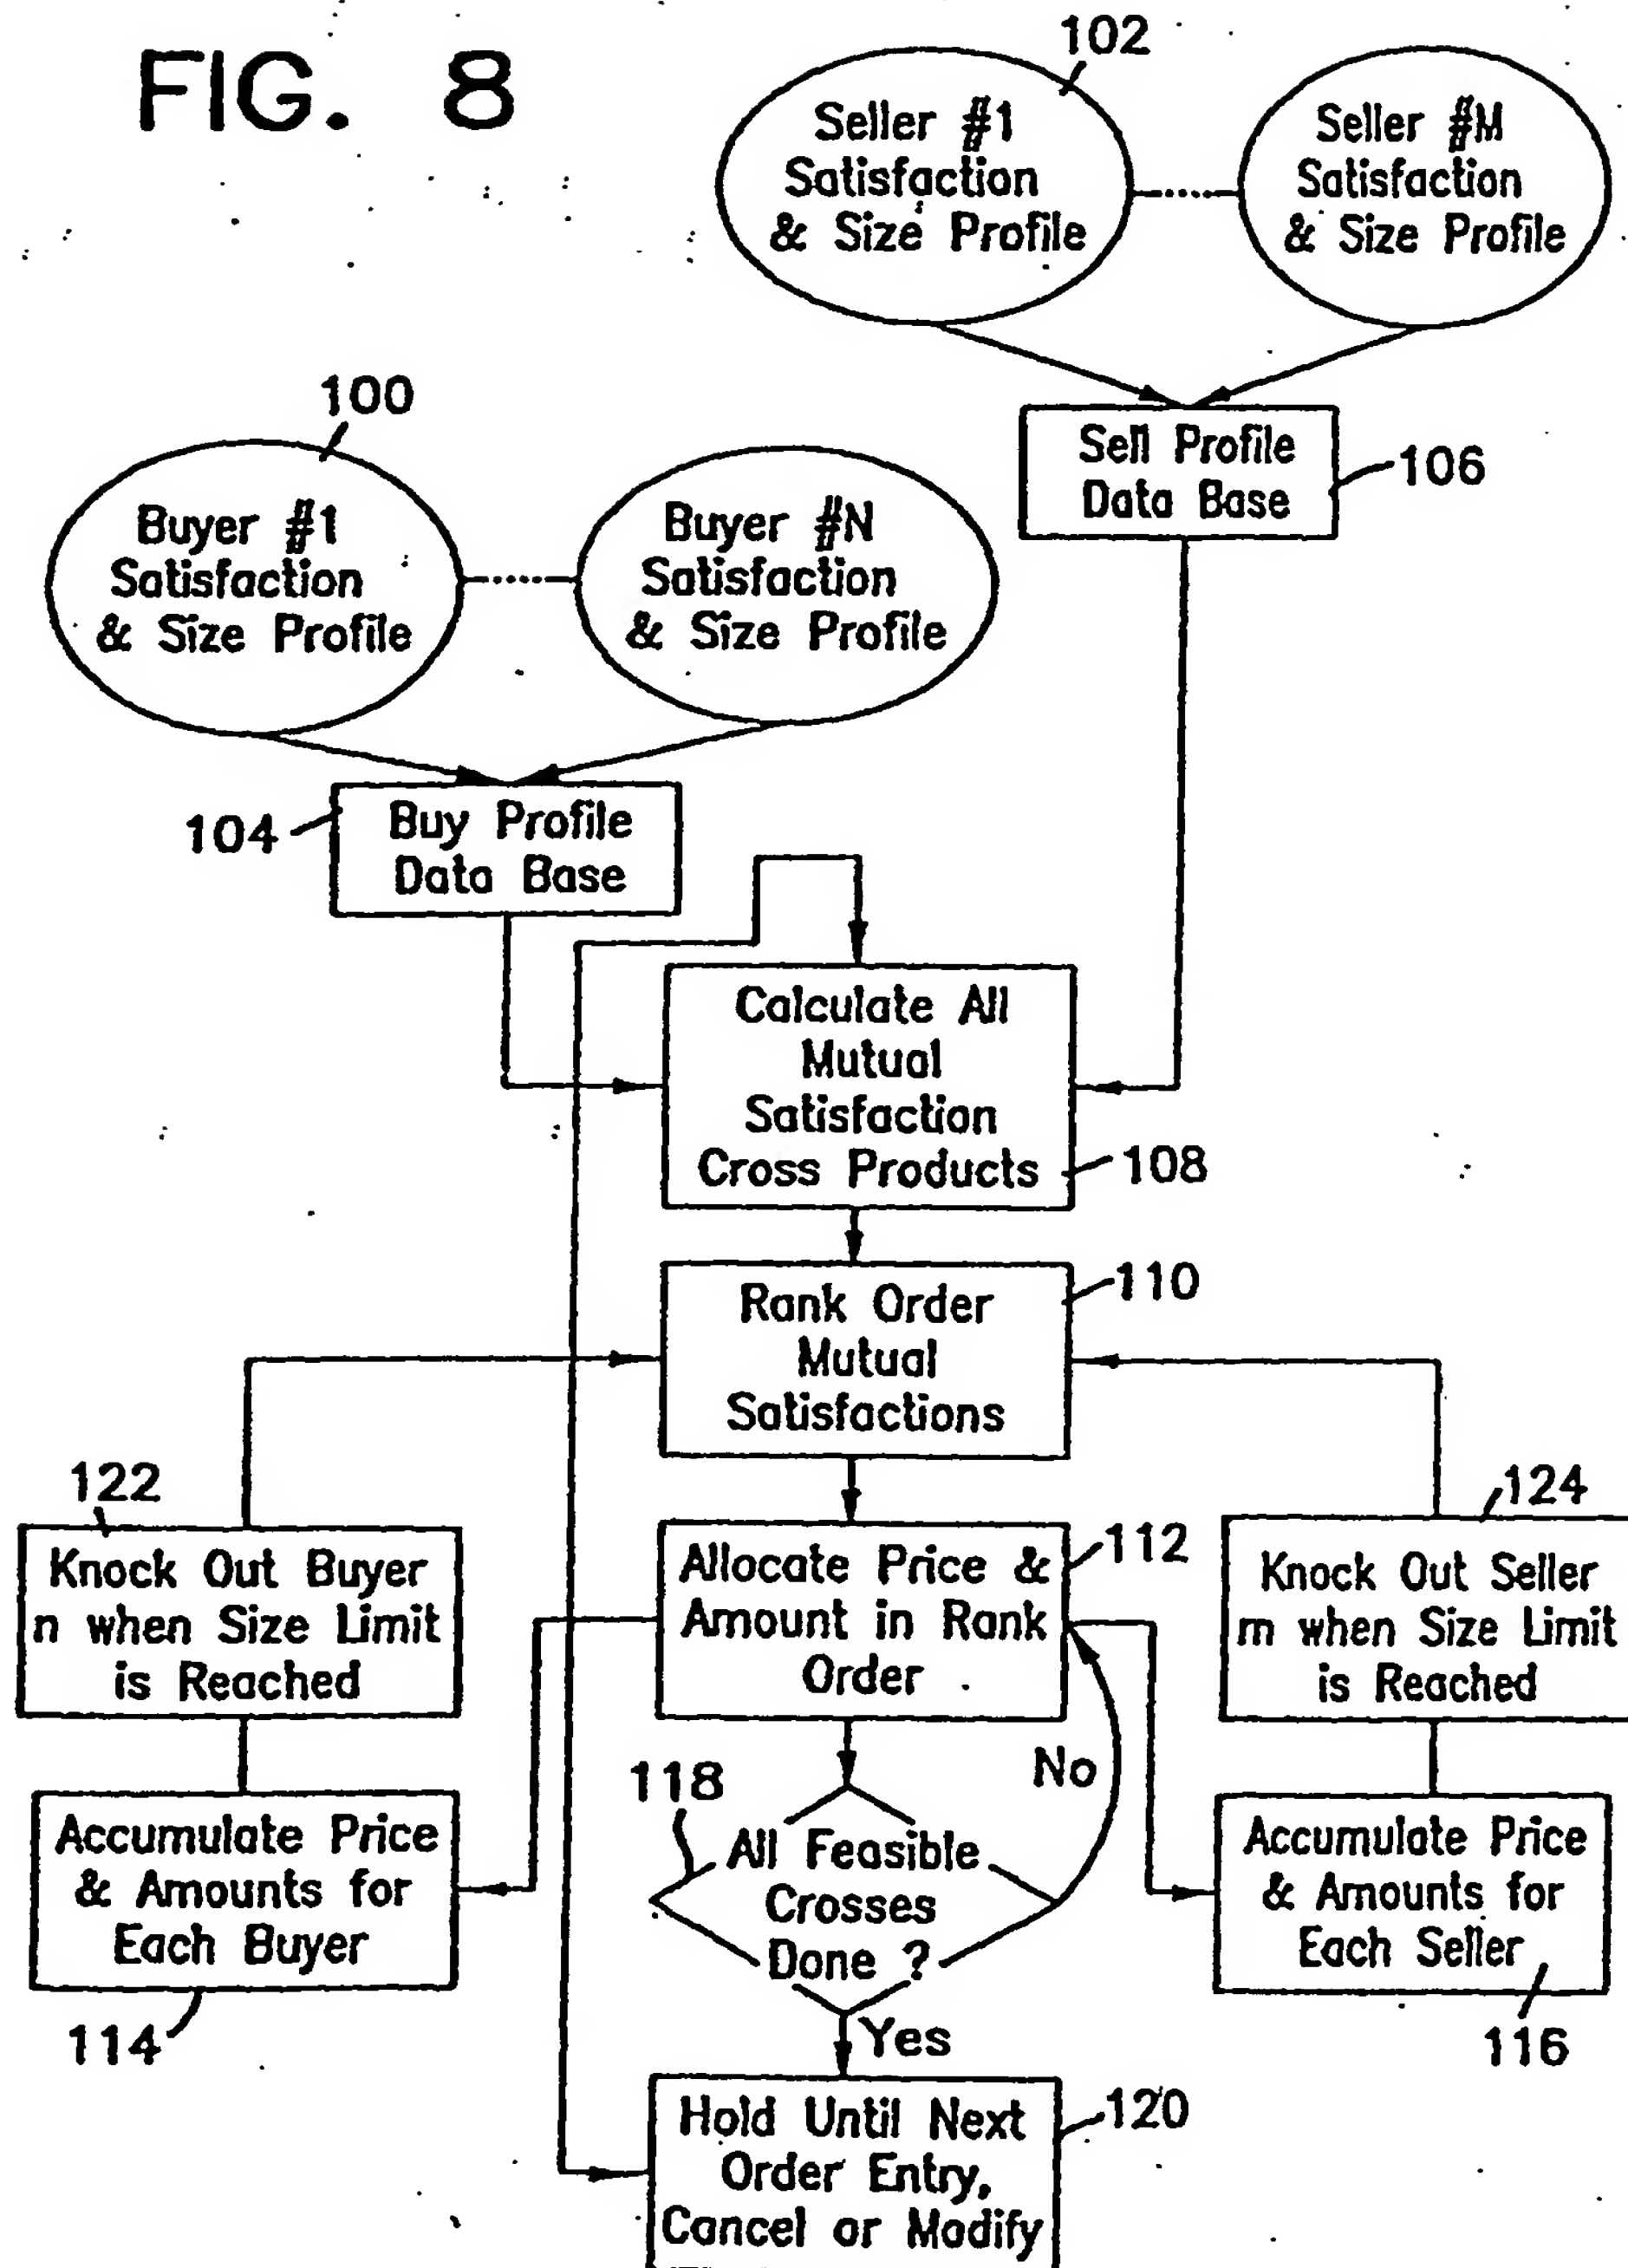 FIG. 8
102
Seller #1
Satisfaction
& Size Profile
Seller #M
Satisfaction
& Size Profile
100
Sell Profile
Data Base
106
Buyer #1
Satisfaction
& Size Profile
Buyer #N
Satisfaction
& Size Profile
104
Buy Profile
Data Base
Calculate All
Mutual
Satisfaction
Cross Products
108
Rank Order
Mutual
Satisfactions
110
122
Knock Out Buyer
n when Size Limit
is Reached
Allocate Price &
Amount in Rank
Order
112
124
Knock Out Seller
m when Size Limit
is Reached
118
No
Accumulate Price
& Amounts for
Each Buyer
114
All Feasible
Crosses
Done ?
Accumulate Price
& Amounts for
Each Seller
116
Yes
Hold Until Next
Order Entry,
Cancel or Modify
120